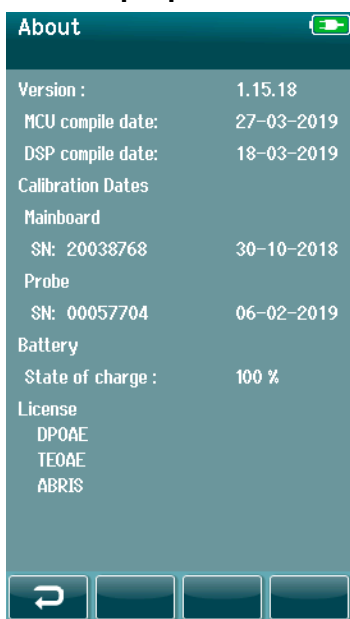 About
Version : 1.15.18
MCU compile date: 27-03-2019
DSP compile date: 18-03-2019
Calibration Dates
Mainboard
SN: 20038768 30-10-2018
Probe
SN: 00057704 06-02-2019
Battery
State of charge : 100 %
License
DPOAE
TEOAE
ABRIS